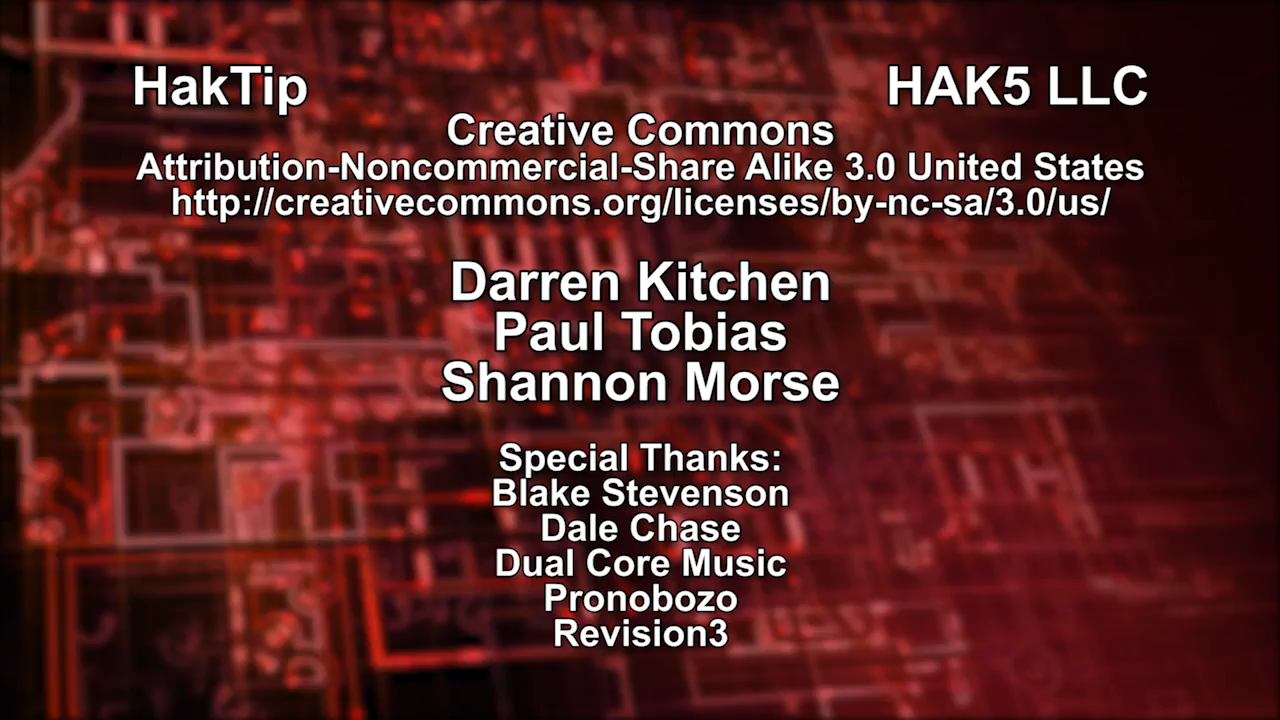 HakTip HAK5 LLC
Creative Commons
Attribution-Noncommercial-Share Alike 3.0 United States
http://creativecommons.org/licenses/by-nc-sa/3.0/us/
Darren Kitchen
Paul Tobias
Shannon Morse
Special Thanks:
Blake Stevenson
Dale Chase
Dual Core Music
Pronobozo
Revision3